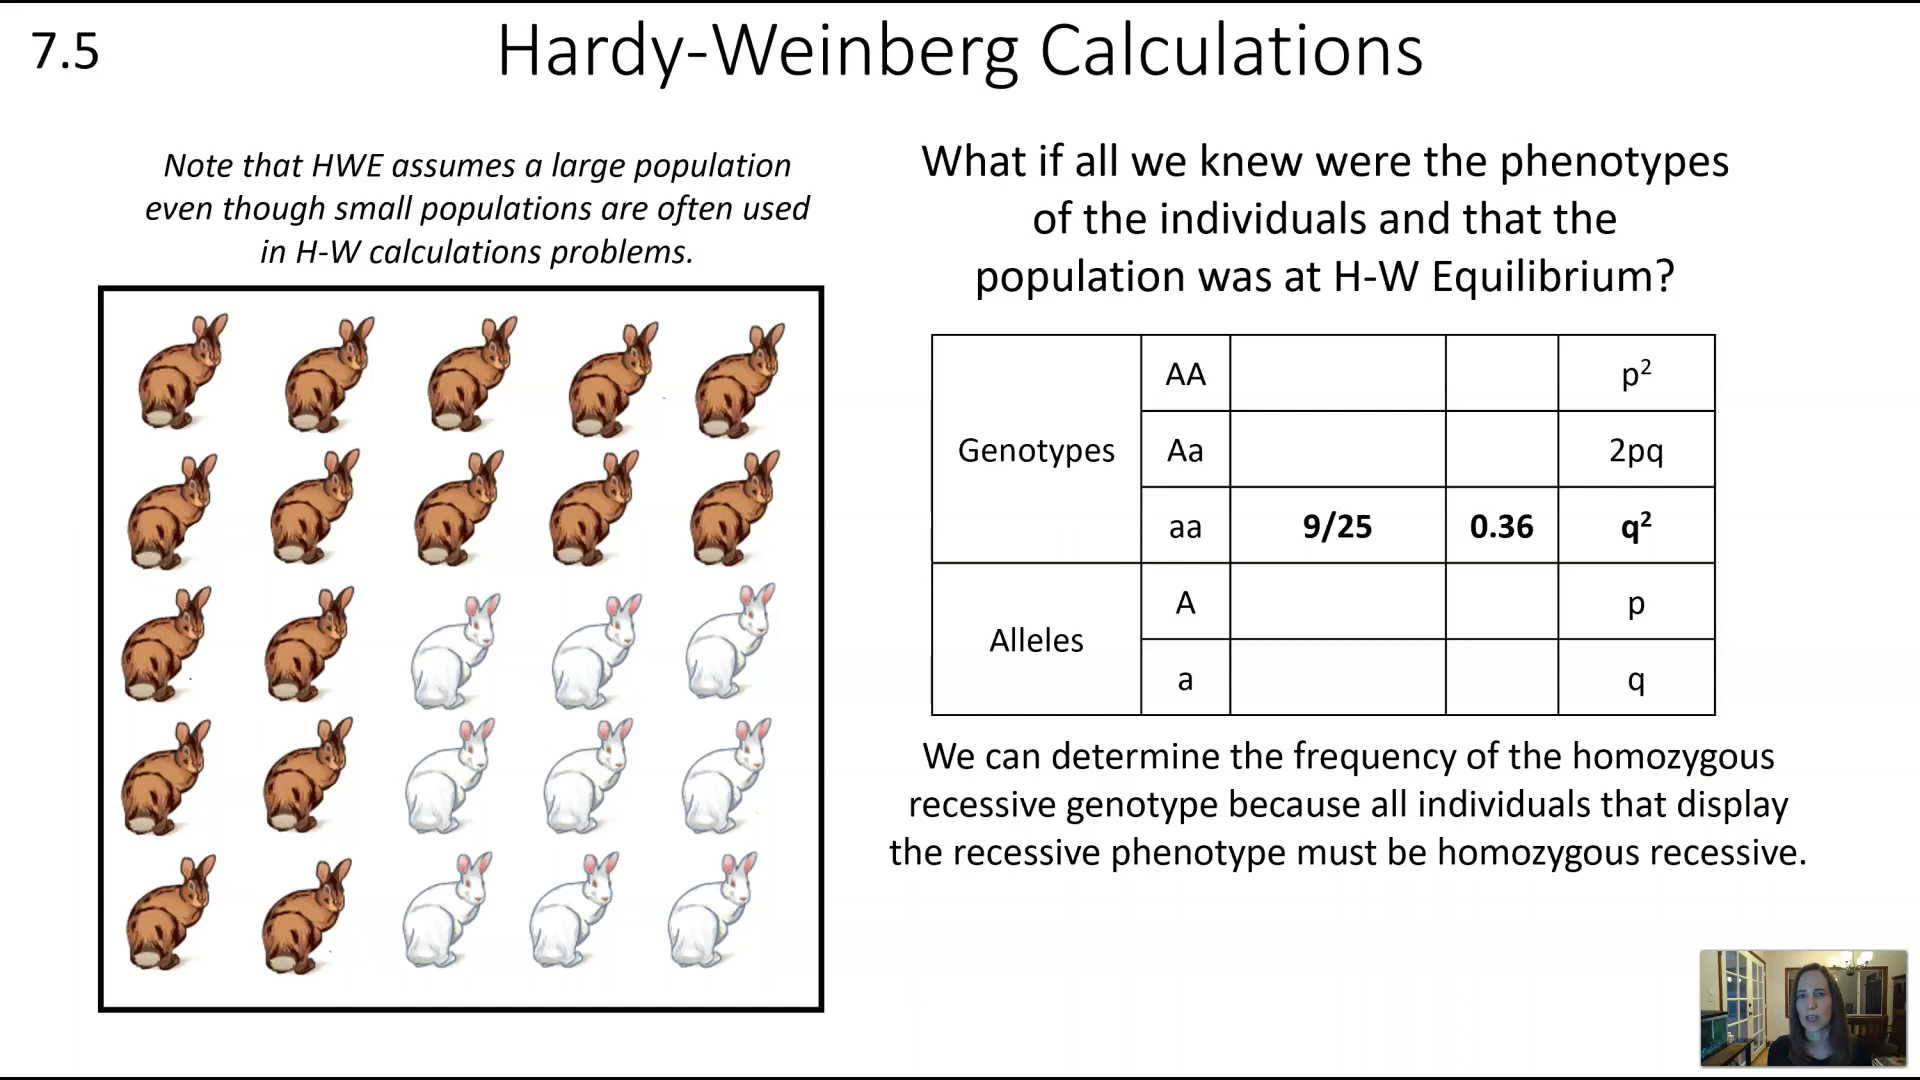 7.5
Hardy-Weinberg Calculations
Note that HWE assumes a large population
even though small populations are often used
in H-W calculations problems.
What if all we knew were the phenotypes
of the individuals and that the
population was at H-W Equilibrium?
Genotypes
AA p²
Aa 2pq
aa 9/25 0.36 q²
Alleles
A p
a q
We can determine the frequency of the homozygous
recessive genotype because all individuals that display
the recessive phenotype must be homozygous recessive.